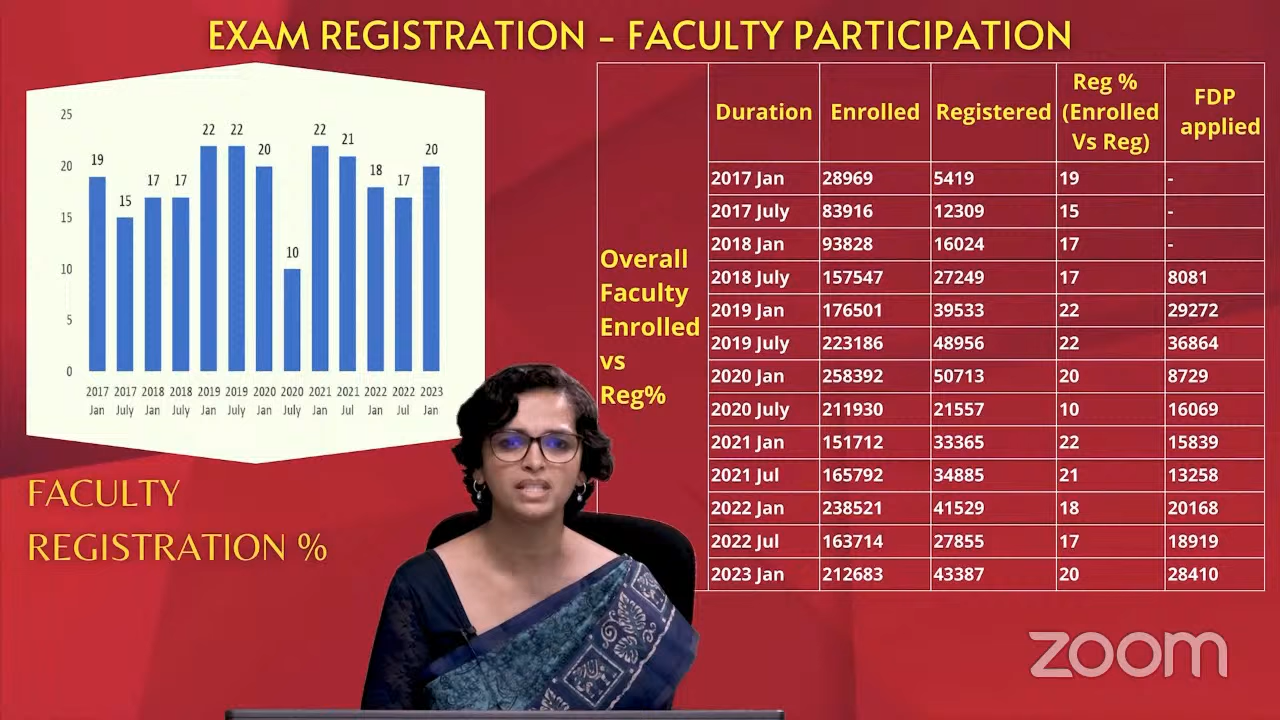 EXAM REGISTRATION - FACULTY PARTICIPATION
25
20
15
10
5
0
19
15
17
17
22
22
20
10
22
21
18
17
20
2017 Jan
2017 July
2018 Jan
2018 July
2019 Jan
2019 July
2020 Jan
2020 July
2021 Jan
2021 Jul
2022 Jan
2022 Jul
2023 Jan
FACULTY
REGISTRATION %
Overall
Faculty
Enrolled
vs
Reg%
Duration Enrolled Registered Reg % (Enrolled Vs Reg) FDP applied
2017 Jan 28969 5419 19 -
2017 July 83916 12309 15 -
2018 Jan 93828 16024 17 -
2018 July 157547 27249 17 8081
2019 Jan 176501 39533 22 29272
2019 July 223186 48956 22 36864
2020 Jan 258392 50713 20 8729
2020 July 211930 21557 10 16069
2021 Jan 151712 33365 22 15839
2021 Jul 165792 34885 21 13258
2022 Jan 238521 41529 18 20168
2022 Jul 163714 27855 17 18919
2023 Jan 212683 43387 20 28410
zoom